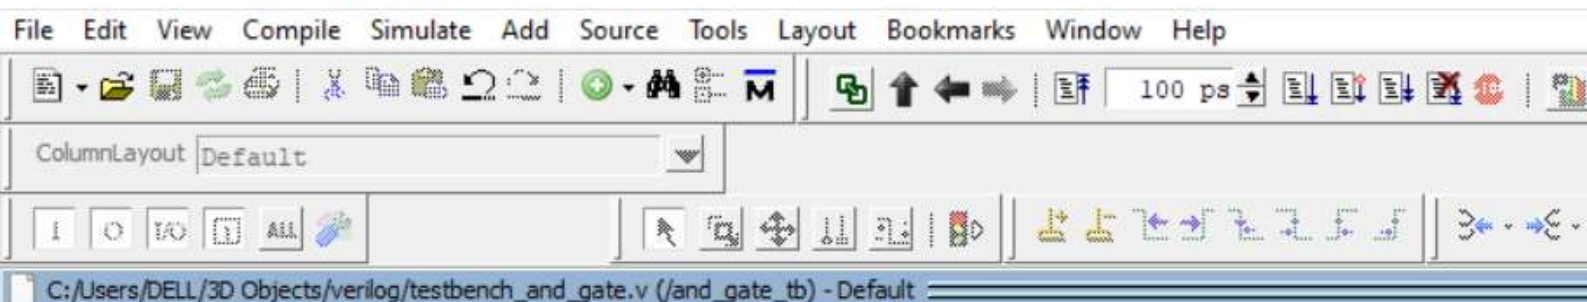 File Edit View Compile Simulate Add Source Tools Layout Bookmarks Window Help
M 100 ps
ColumnLayout Default
I O I/O i ALL
C:/Users/DELL/3D Objects/verilog/testbench_and_gate.v (/and_gate_tb) - Default